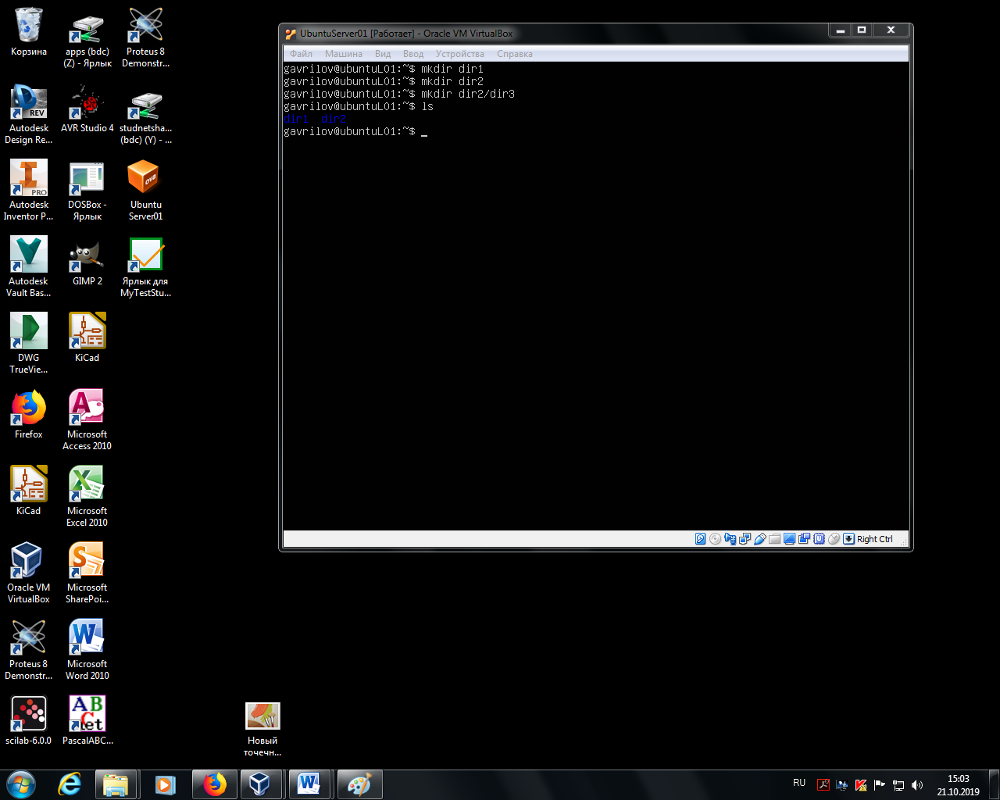 Корзина
apps (bdc)
(Z) - Ярлык
Proteus 8
Demonstr...
REV
Autodesk
Design Re...
AVR Studio 4
studnetsha...
(bdc) (Y) - ...
PRO
Autodesk
Inventor P...
DOSBox -
Ярлык
ova
Ubuntu
Server01
Autodesk
Vault Bas...
GIMP 2
Ярлык для
MyTestStu...
DWG
TrueVie...
KiCad
Firefox
Microsoft
Access 2010
KiCad
Microsoft
Excel 2010
Oracle VM
VirtualBox
Microsoft
SharePoi...
Proteus 8
Demonstr...
Microsoft
Word 2010
scilab-6.0.0
PascalABC...
Новый
точечн...
UbuntuServer01 [Работает] - Oracle VM VirtualBox
Файл Машина Вид Ввод Устройства Справка
gavrilov@ubuntuL01:~$ mkdir dir1
gavrilov@ubuntuL01:~$ mkdir dir2
gavrilov@ubuntuL01:~$ mkdir dir2/dir3
gavrilov@ubuntuL01:~$ ls
dir1 dir2
gavrilov@ubuntuL01:~$ _
Right Ctrl
RU
15:03
21.10.2019